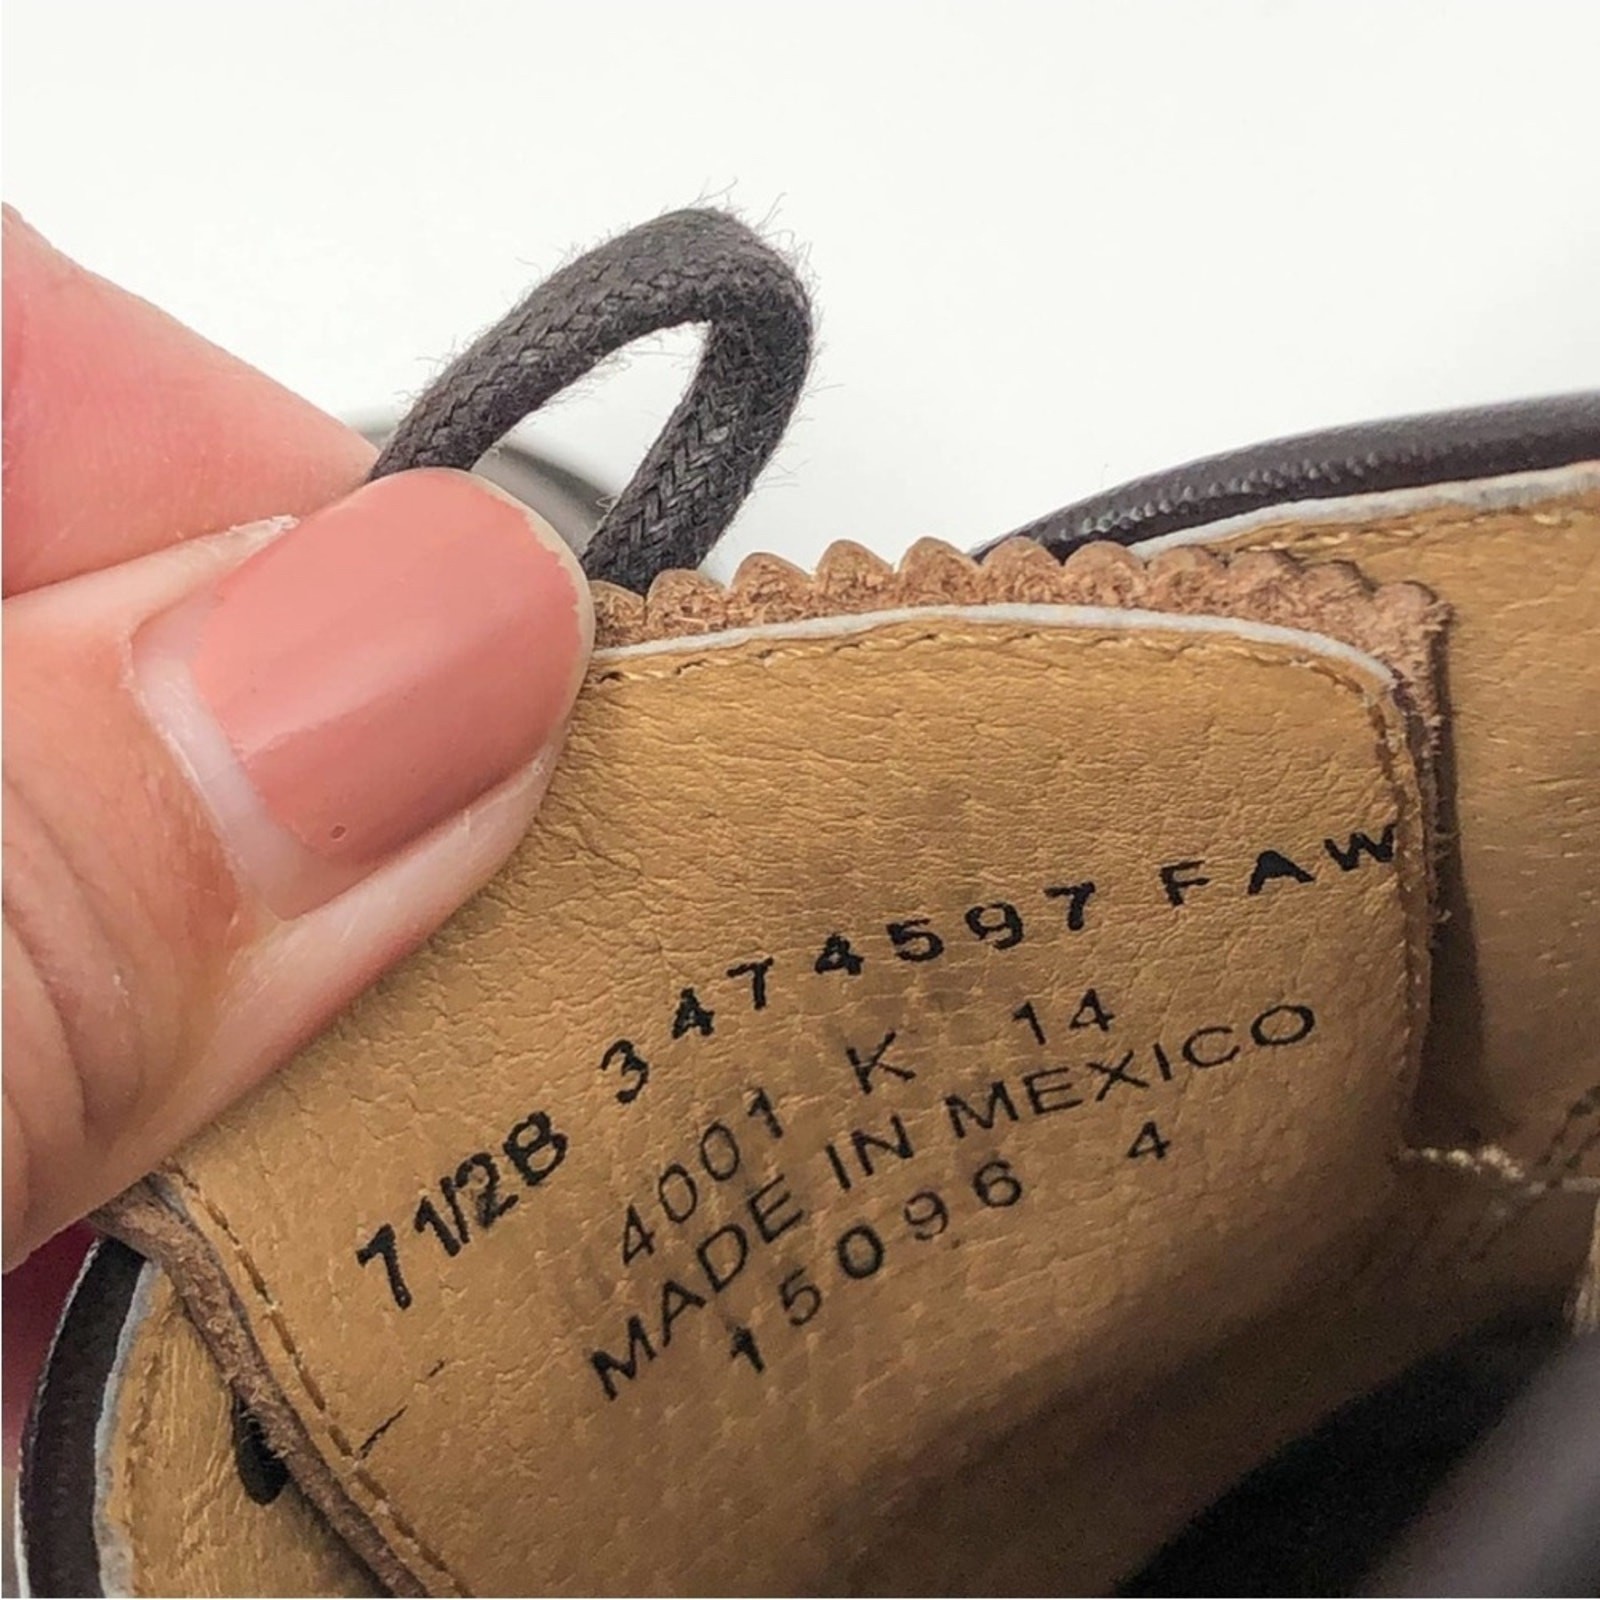 7 1/2B 3474597 FAW
4001 K 14
MADE IN MEXICO
15096 4